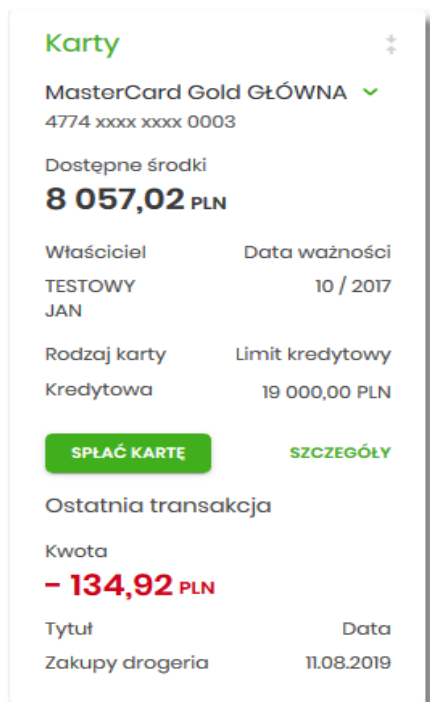 Karty
MasterCard Gold GŁÓWNA
4774 xxxx xxxx 0003
Dostępne środki
8 057,02 PLN
Właściciel Data ważności
TESTOWY 10 / 2017
JAN
Rodzaj karty Limit kredytowy
Kredytowa 19 000,00 PLN
SPŁAĆ KARTĘ SZCZEGÓŁY
Ostatnia transakcja
Kwota
- 134,92 PLN
Tytuł Data
Zakupy drogeria 11.08.2019